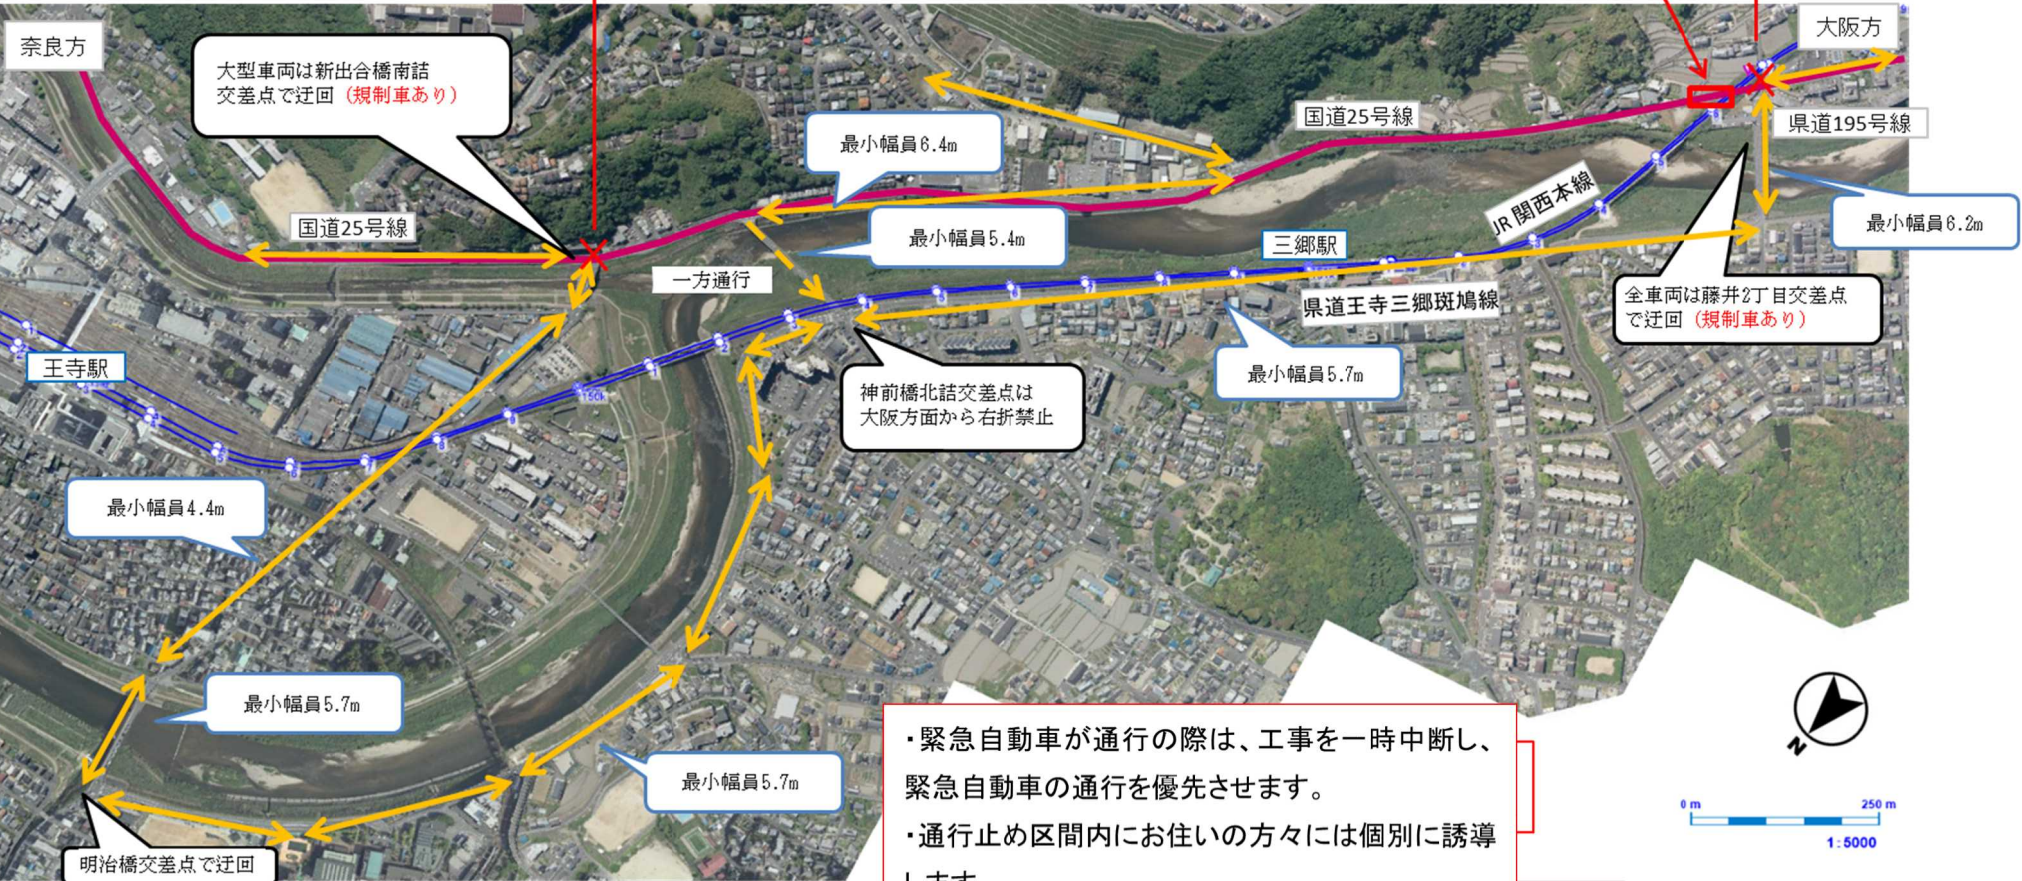 奈良方
大型車両は新出合橋南詰
交差点で迂回（規制車あり）
国道25号線
最小幅員6.4m
最小幅員5.4m
一方通行
国道25号線
大阪方
県道195号線
最小幅員6.2m
JR関西本線
三郷駅
県道王寺三郷斑鳩線
全車両は藤井2丁目交差点
で迂回（規制車あり）
王寺駅
150k
神前橋北詰交差点は
大阪方面から右折禁止
最小幅員5.7m
最小幅員4.4m
最小幅員5.7m
最小幅員5.7m
明治橋交差点で迂回
・緊急自動車が通行の際は、工事を一時中断し、
緊急自動車の通行を優先させます。
・通行止め区間内にお住いの方々には個別に誘導
します
N
0 m 250 m
1:5000